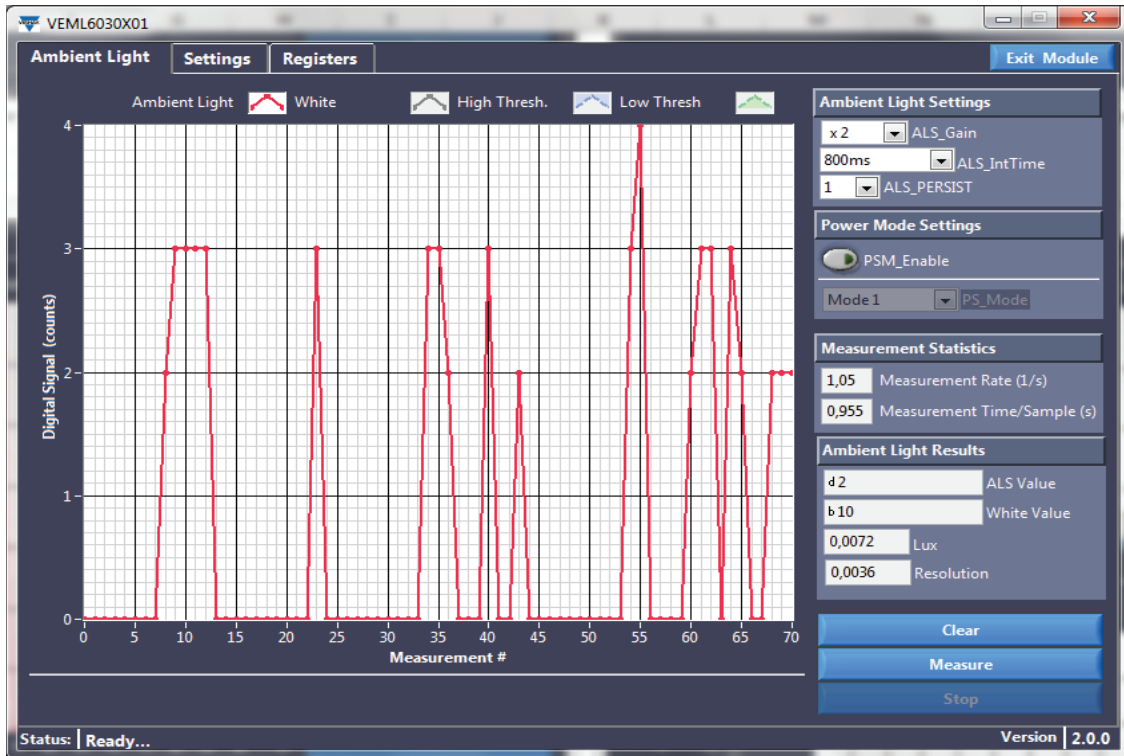 VEML6030X01
Ambient Light Settings Registers Exit Module
Ambient Light White High Thresh. Low Thresh
Ambient Light Settings
x 2 ALS_Gain
800ms ALS_IntTime
1 ALS_PERSIST
Power Mode Settings
PSM_Enable
Mode 1 PS_Mode
Measurement Statistics
1,05 Measurement Rate (1/s)
0,955 Measurement Time/Sample (s)
Ambient Light Results
d 2 ALS Value
b 10 White Value
0,0072 Lux
0,0036 Resolution
Clear
Measure
Stop
Digital Signal (counts)
4
3
2
1
0
0 5 10 15 20 25 30 35 40 45 50 55 60 65 70
Measurement #
Status: Ready... Version 2.0.0